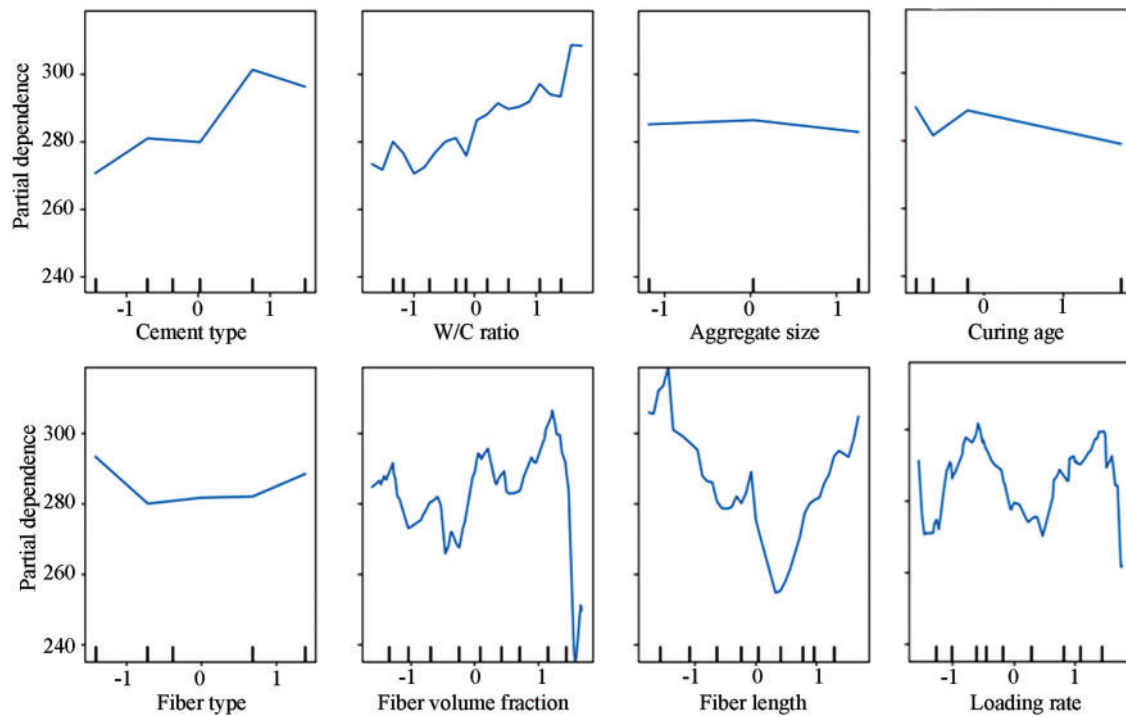 Partial dependence
300
280
260
240
-1 0 1
Cement type
-1 0 1
W/C ratio
-1 0 1
Aggregate size
0 1
Curing age
Partial dependence
300
280
260
240
-1 0 1
Fiber type
-1 0 1
Fiber volume fraction
-1 0 1
Fiber length
-1 0 1
Loading rate